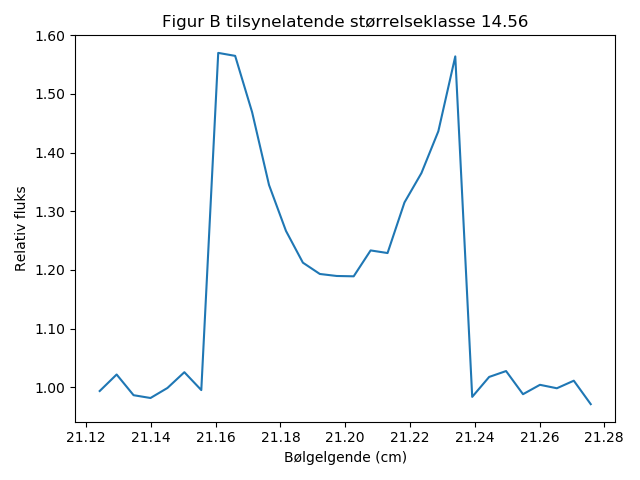 Figur B tilsynelatende størrelseklasse 14.56
1.60
1.50
1.40
1.30
1.20
1.10
1.00
Relativ fluks
21.12 21.14 21.16 21.18 21.20 21.22 21.24 21.26 21.28
Bølgelgende (cm)